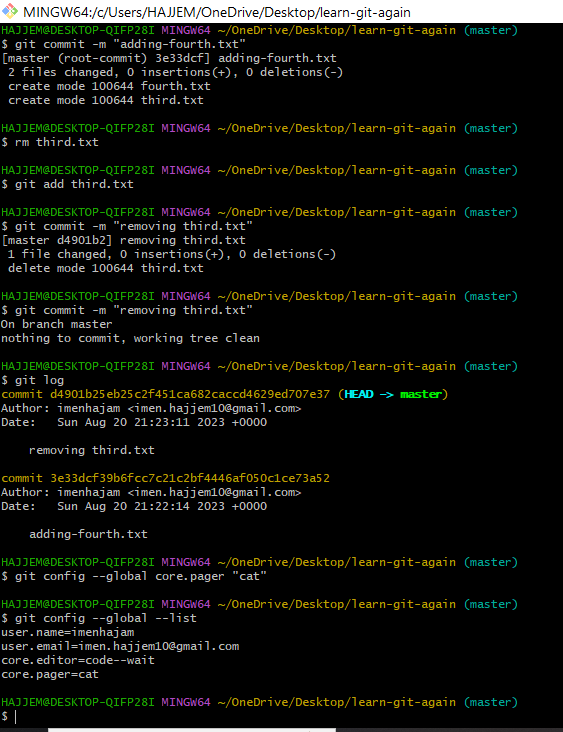 MINGW64:/c/Users/HAJJEM/OneDrive/Desktop/learn-git-again
$ git commit -m "adding-fourth.txt"
[master (root-commit) 3e33dcf] adding-fourth.txt
 2 files changed, 0 insertions(+), 0 deletions(-)
 create mode 100644 fourth.txt
 create mode 100644 third.txt
HAJJEM@DESKTOP-QIFP28I MINGW64 ~/OneDrive/Desktop/learn-git-again (master)
$ rm third.txt
HAJJEM@DESKTOP-QIFP28I MINGW64 ~/OneDrive/Desktop/learn-git-again (master)
$ git add third.txt
HAJJEM@DESKTOP-QIFP28I MINGW64 ~/OneDrive/Desktop/learn-git-again (master)
$ git commit -m "removing third.txt"
[master d4901b2] removing third.txt
 1 file changed, 0 insertions(+), 0 deletions(-)
 delete mode 100644 third.txt
HAJJEM@DESKTOP-QIFP28I MINGW64 ~/OneDrive/Desktop/learn-git-again (master)
$ git commit -m "removing third.txt"
On branch master
nothing to commit, working tree clean
HAJJEM@DESKTOP-QIFP28I MINGW64 ~/OneDrive/Desktop/learn-git-again (master)
$ git log
commit d4901b25eb25c2f451ca682caccd4629ed707e37 (HEAD -> master)
Author: imenhajam <imen.hajjem10@gmail.com>
Date:   Sun Aug 20 21:23:11 2023 +0000
    removing third.txt
commit 3e33dcf39b6fcc7c21c2bf4446af050c1ce73a52
Author: imenhajam <imen.hajjem10@gmail.com>
Date:   Sun Aug 20 21:22:14 2023 +0000
    adding-fourth.txt
HAJJEM@DESKTOP-QIFP28I MINGW64 ~/OneDrive/Desktop/learn-git-again (master)
$ git config --global core.pager "cat"
HAJJEM@DESKTOP-QIFP28I MINGW64 ~/OneDrive/Desktop/learn-git-again (master)
$ git config --global --list
user.name=imenhajam
user.email=imen.hajjem10@gmail.com
core.editor=code--wait
core.pager=cat
HAJJEM@DESKTOP-QIFP28I MINGW64 ~/OneDrive/Desktop/learn-git-again (master)
$